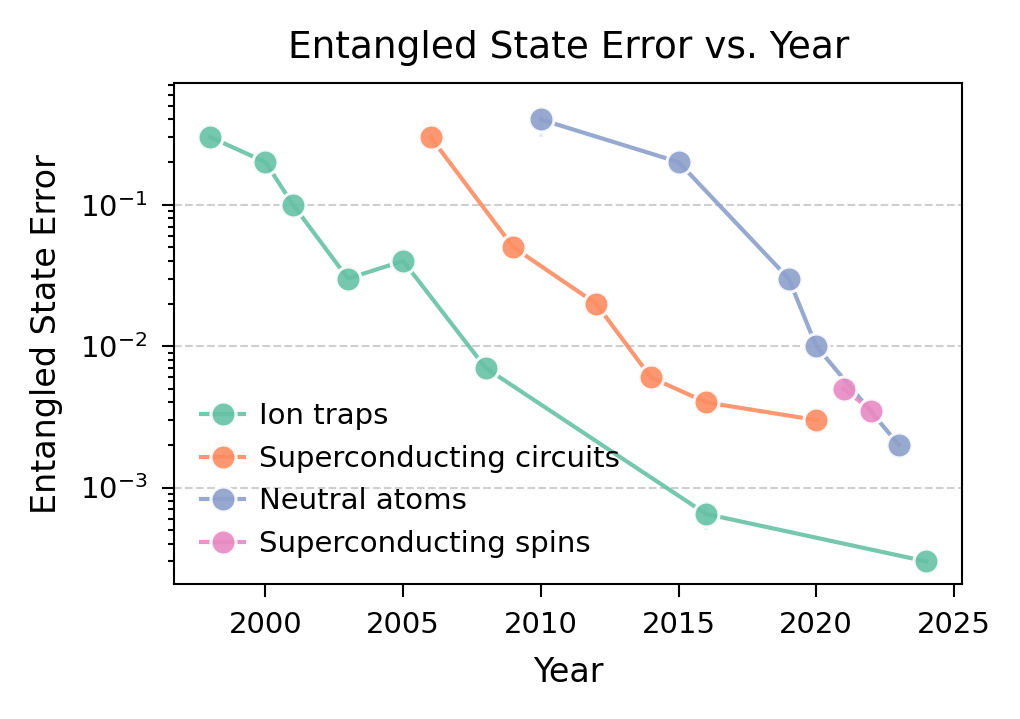 Entangled State Error vs. Year
Entangled State Error
10⁻¹
10⁻²
10⁻³
Ion traps
Superconducting circuits
Neutral atoms
Superconducting spins
2000 2005 2010 2015 2020 2025
Year